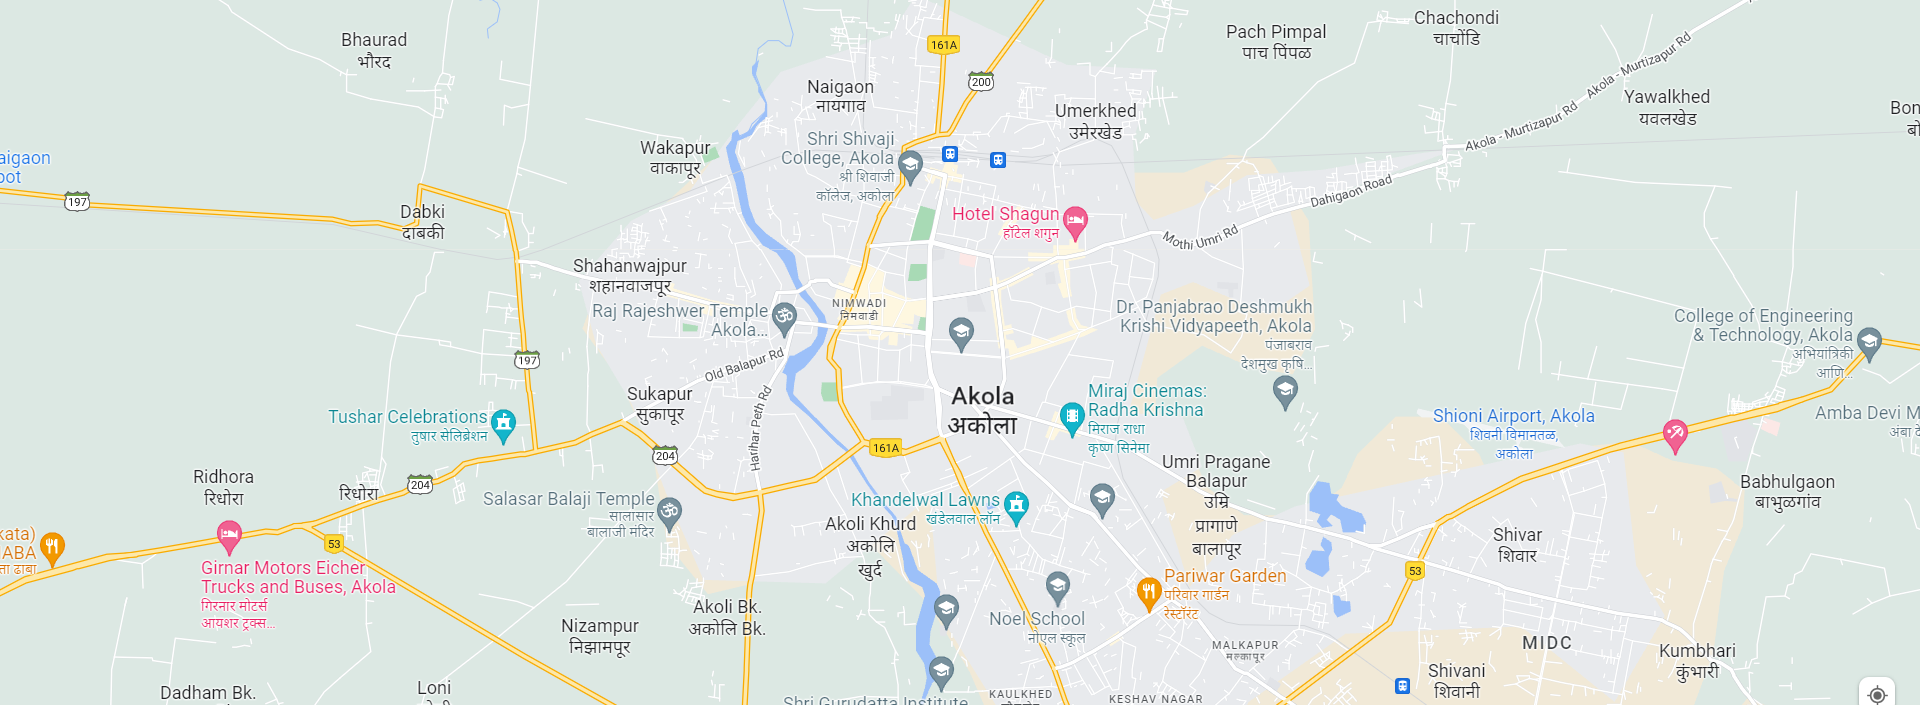 Bhaurad
भौरद
161A
200
Pach Pimpal
पाच पिंपळ
Chachondi
चाचोंडि
Akola - Murtizapur Rd
Naigaon
नायगाव
Umerkhed
उमेरखेड
Yawalkhed
यवलखेड
Bon
Akola - Murtizapur Rd
Shri Shivaji
College, Akola
श्री शिवाजी
कॉलेज, अकोला
Wakapur
वाकापूर
aigaon
oot
197
Dabki
दाबकी
Hotel Shagun
हॉटेल शगुन
Dahigaon Road
Mothi Umri Rd
Shahanwajpur
शहानवाजपूर
Raj Rajeshwer Temple
Akola...
NIMWADI
निमवाडी
Dr. Panjabrao Deshmukh
Krishi Vidyapeeth, Akola
पंजाबराव
देशमुख कृषि...
College of Engineering
& Technology, Akola
अभियांत्रिकी
आणि...
197
Old Balapur Rd
Sukapur
सुकापूर
Harihar Peth Rd
Akola
अकोला
Miraj Cinemas:
Radha Krishna
मिराज राधा
कृष्ण सिनेमा
Tushar Celebrations
तुषार सेलिब्रेशन
Shioni Airport, Akola
शिवनी विमानतळ,
अकोला
Amba Devi M
अंबा दे
161A
204
204
Ridhora
रिधोरा
रिधोरा
Salasar Balaji Temple
सालासार
बालाजी मंदिर
Khandelwal Lawns
खंडेलवाल लॉन
Umri Pragane
Balapur
उम्रि
प्रागाणे
बालापूर
Babhulgaon
बाभुळगांव
Akoli Khurd
अकोलि
खुर्द
kata)
ABA
ता ढाबा
53
Girnar Motors Eicher
Trucks and Buses, Akola
गिरनार मोटर्स
आयशर ट्रक्स...
Shivar
शिवार
53
Pariwar Garden
परिवार गार्डन
रेस्टॉरंट
Akoli Bk.
अकोलि Bk.
Nizampur
निझामपूर
Noel School
नोएल स्कूल
MALKAPUR
मल्कापूर
MIDC
Kumbhari
कुंभारी
Shivani
शिवानी
Dadham Bk.
Loni
Shri Gurudatta Institute
KAULKHED
KESHAV NAGAR